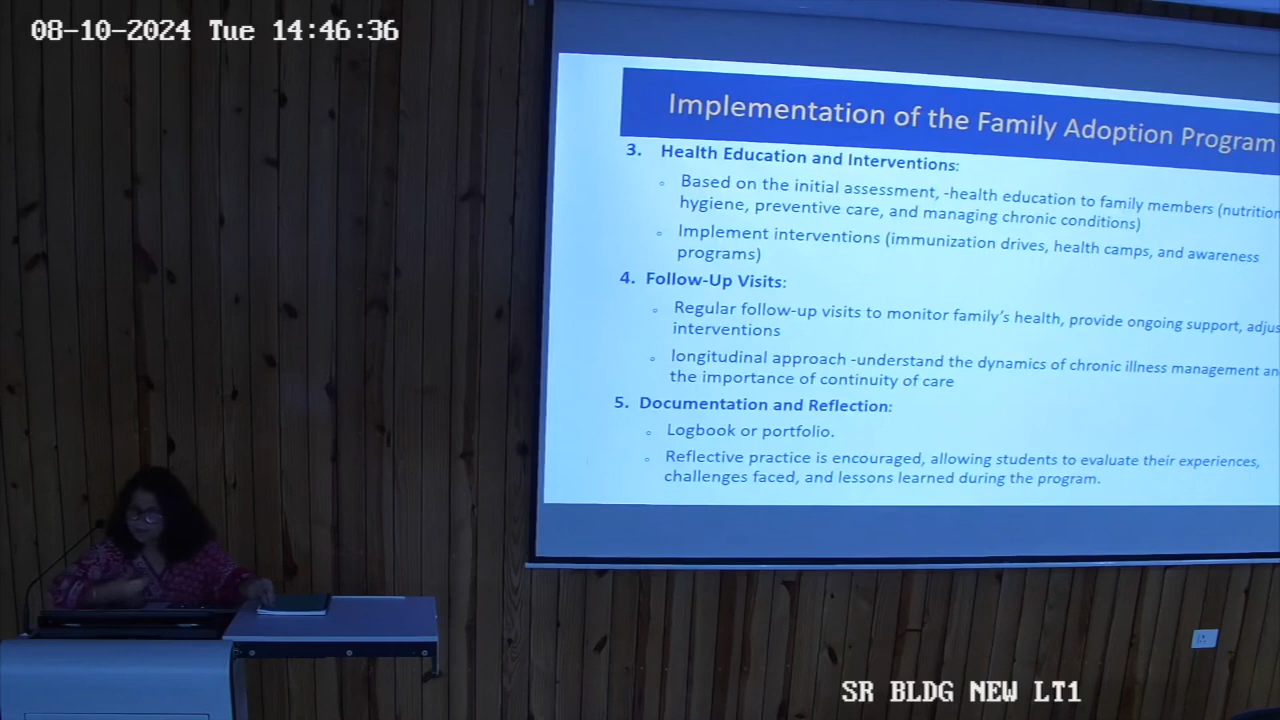 08-10-2024 Tue 14:46:36
Implementation of the Family Adoption Program
3. Health Education and Interventions:
◦ Based on the initial assessment, -health education to family members (nutrition
hygiene, preventive care, and managing chronic conditions)
◦ Implement interventions (immunization drives, health camps, and awareness
programs)
4. Follow-Up Visits:
◦ Regular follow-up visits to monitor family's health, provide ongoing support, adjus
interventions
◦ longitudinal approach -understand the dynamics of chronic illness management an
the importance of continuity of care
5. Documentation and Reflection:
◦ Logbook or portfolio.
◦ Reflective practice is encouraged, allowing students to evaluate their experiences,
challenges faced, and lessons learned during the program.
SR BLDG NEW LT1